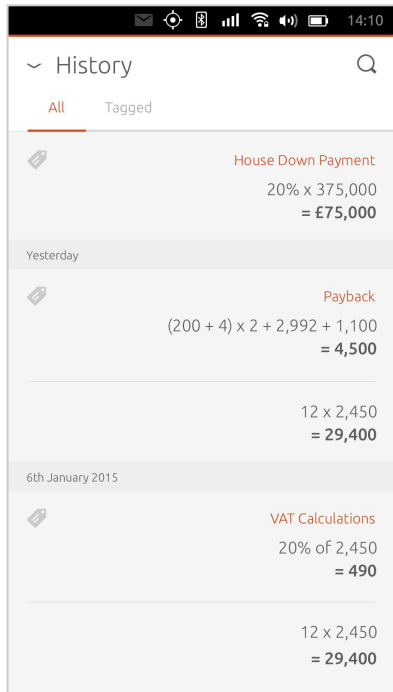 14:10
History
All Tagged
House Down Payment
20% x 375,000
= £75,000
Yesterday
Payback
(200 + 4) x 2 + 2,992 + 1,100
= 4,500
12 x 2,450
= 29,400
6th January 2015
VAT Calculations
20% of 2,450
= 490
12 x 2,450
= 29,400